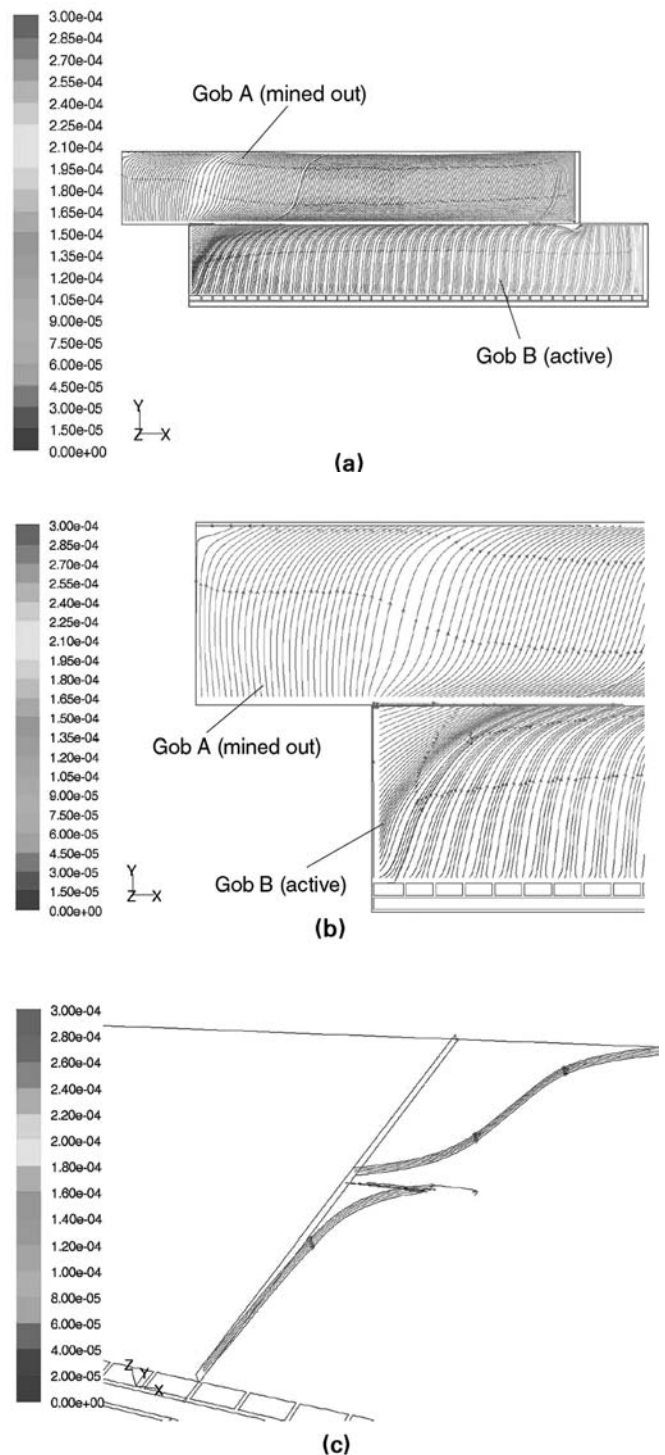 3.00e-04
2.85e-04
2.70e-04
2.55e-04
2.40e-04
2.25e-04
2.10e-04
1.95e-04
1.80e-04
1.65e-04
1.50e-04
1.35e-04
1.20e-04
1.05e-04
9.00e-05
7.50e-05
6.00e-05
4.50e-05
3.00e-05
1.50e-05
0.00e+00
Gob A (mined out)
Gob B (active)
Y
Z X
(a)
3.00e-04
2.85e-04
2.70e-04
2.55e-04
2.40e-04
2.25e-04
2.10e-04
1.95e-04
1.80e-04
1.65e-04
1.50e-04
1.35e-04
1.20e-04
1.05e-04
9.00e-05
7.50e-05
6.00e-05
4.50e-05
3.00e-05
1.50e-05
0.00e+00
Gob A (mined out)
Gob B (active)
Y
Z X
(b)
3.00e-04
2.80e-04
2.60e-04
2.40e-04
2.20e-04
2.00e-04
1.80e-04
1.60e-04
1.40e-04
1.20e-04
1.00e-04
8.00e-05
6.00e-05
4.00e-05
2.00e-05
0.00e+00
Z Y
X
(c)